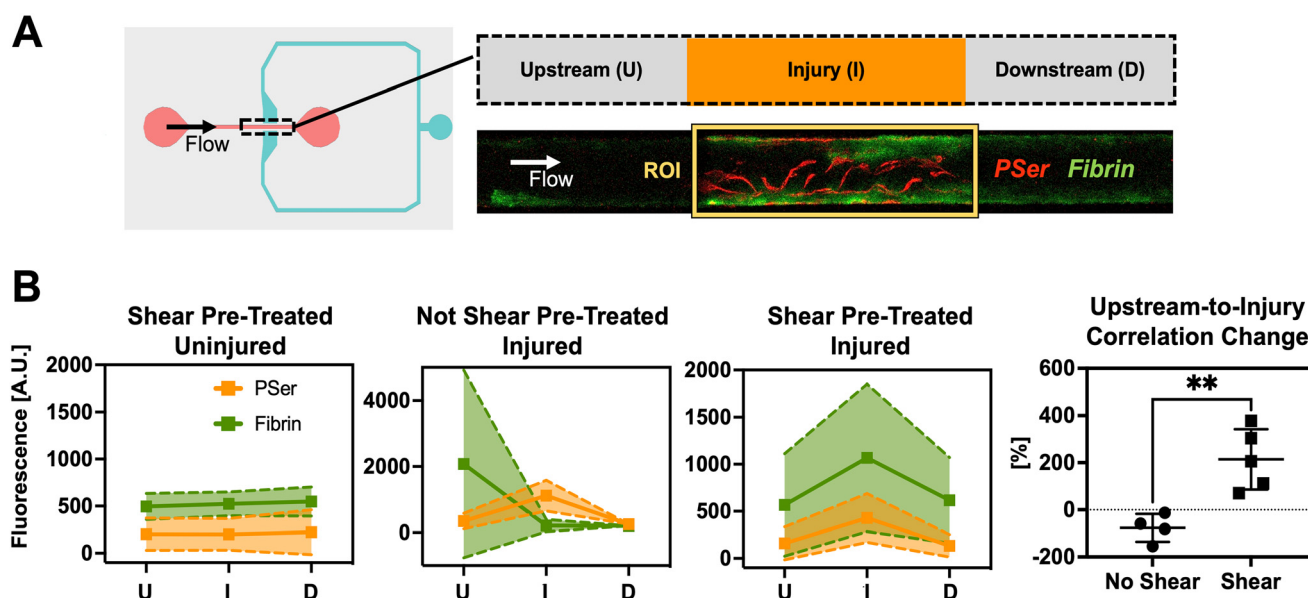 A
Flow
Upstream (U)
Injury (I)
Downstream (D)
Flow
ROI
PSer Fibrin
B
Shear Pre-Treated
Uninjured
Fluorescence [A.U.]
2000
1500
1000
500
0
PSer
Fibrin
U
I
D
Not Shear Pre-Treated
Injured
4000
2000
0
U
I
D
Shear Pre-Treated
Injured
2000
1500
1000
500
0
U
I
D
Upstream-to-Injury
Correlation Change
[%]
600
400
200
0
-200
**
No Shear
Shear